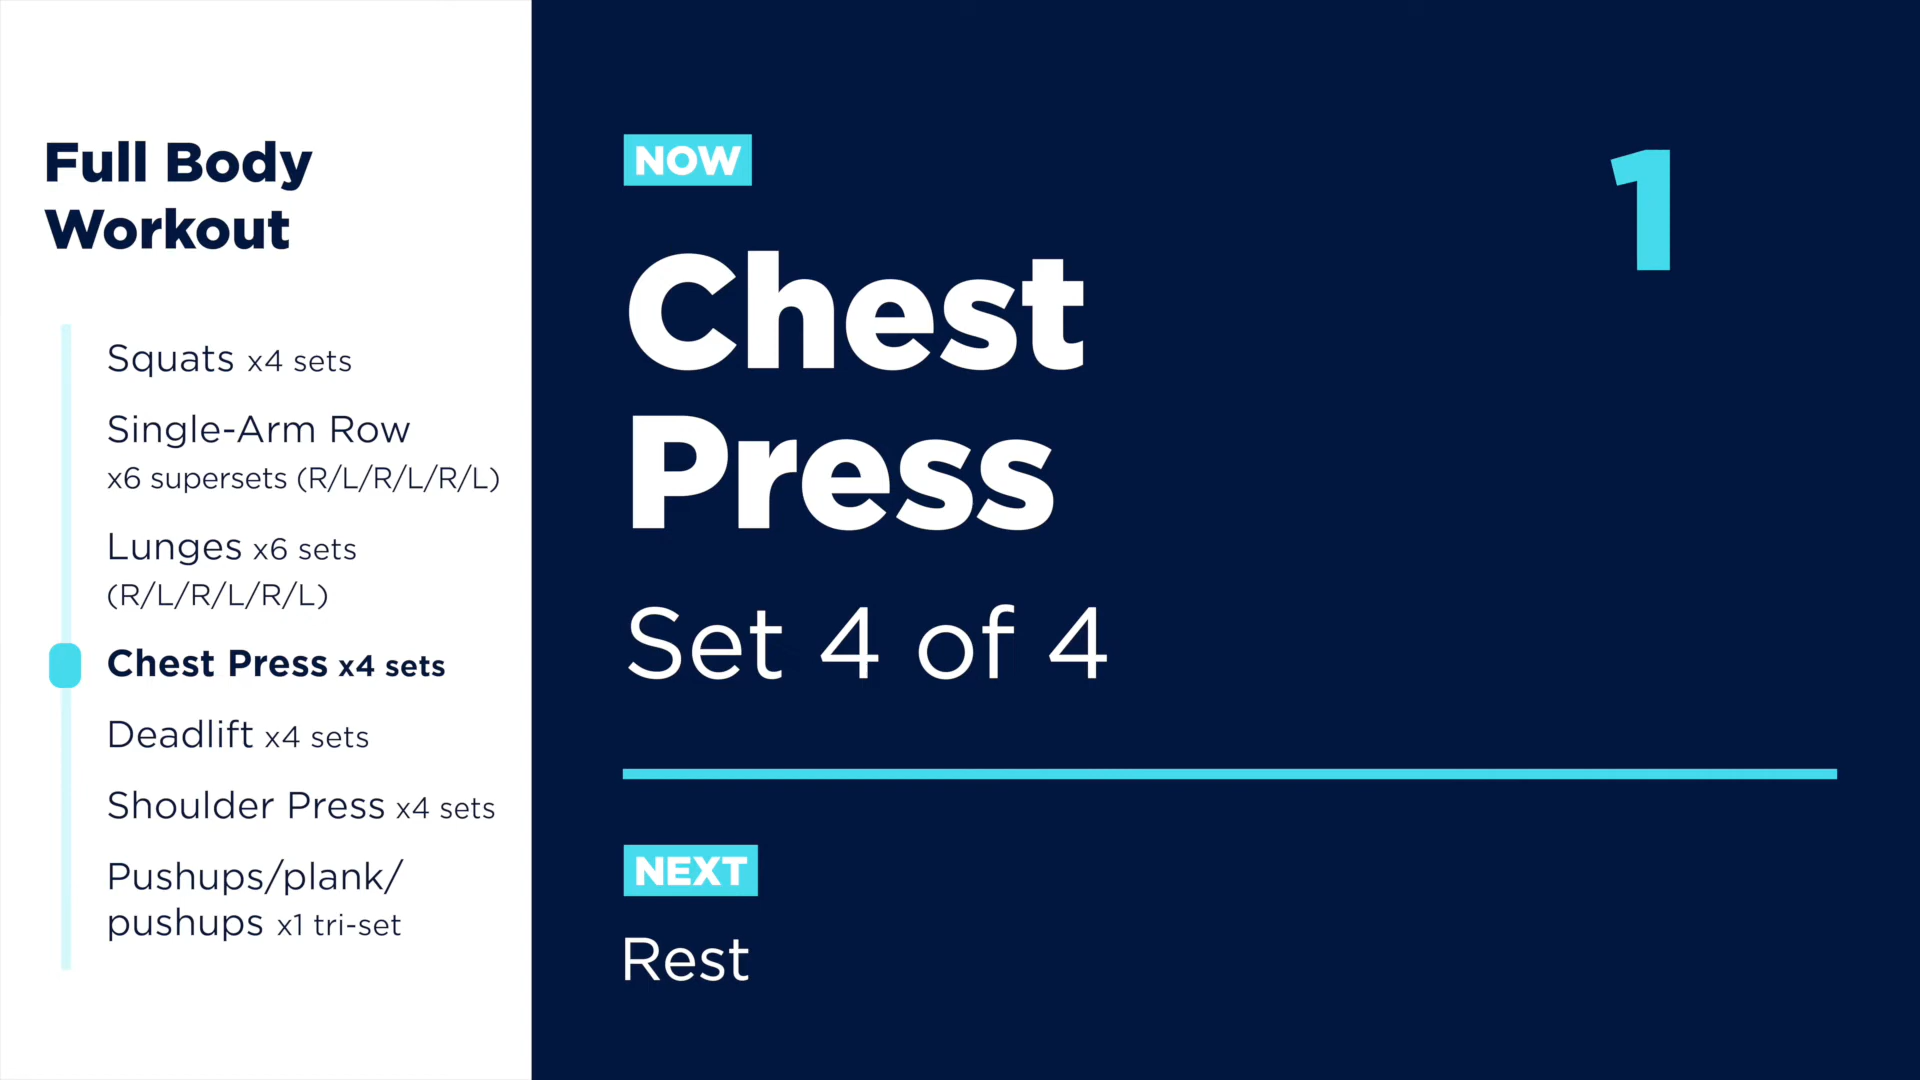 Full Body
Workout
Squats x4 sets
Single-Arm Row
x6 supersets (R/L/R/L/R/L)
Lunges x6 sets
(R/L/R/L/R/L)
Chest Press x4 sets
Deadlift x4 sets
Shoulder Press x4 sets
Pushups/plank/
pushups x1 tri-set
NOW
1
Chest
Press
Set 4 of 4
NEXT
Rest